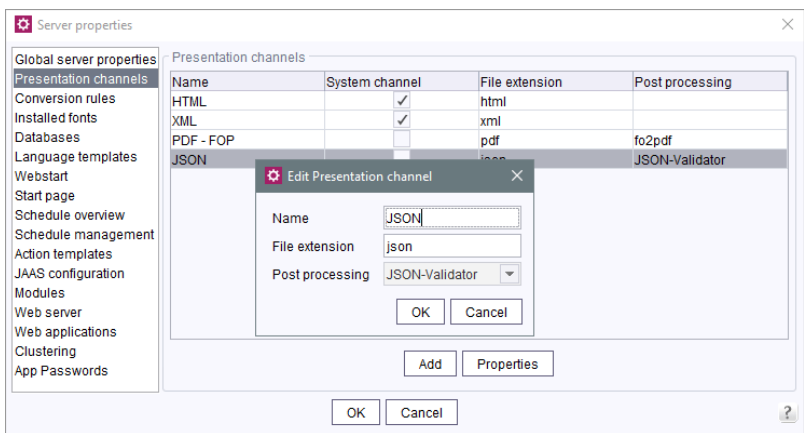 Server properties
Global server properties
Presentation channels
Conversion rules
Installed fonts
Databases
Language templates
Webstart
Start page
Schedule overview
Schedule management
Action templates
JAAS configuration
Modules
Web server
Web applications
Clustering
App Passwords
Presentation channels
Name System channel File extension Post processing
HTML html
XML xml
PDF - FOP pdf fo2pdf
JSON json JSON-Validator
Edit Presentation channel
Name JSON
File extension json
Post processing JSON-Validator
OK Cancel
Add Properties
OK Cancel
?